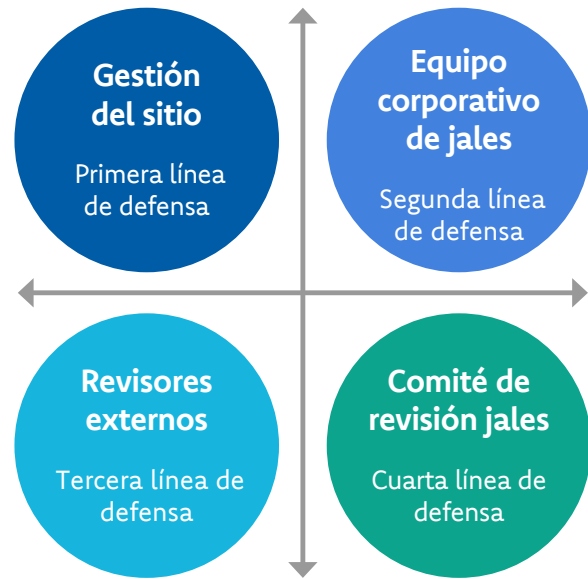 Gestión
del sitio
Primera línea
de defensa
Equipo
corporativo
de jales
Segunda línea
de defensa
Revisores
externos
Tercera línea de
defensa
Comité de
revisión jales
Cuarta línea de
defensa